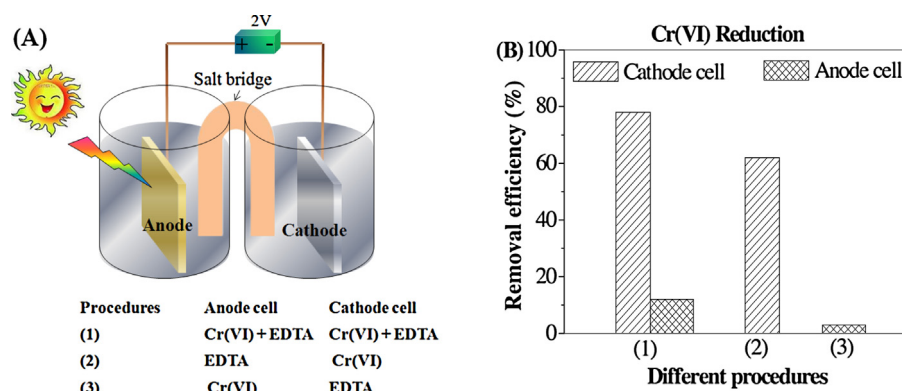 (A)
2V
+ -
Salt bridge
Anode
Cathode
Procedures Anode cell Cathode cell
(1) Cr(VI)+EDTA Cr(VI)+EDTA
(2) EDTA Cr(VI)
(3) Cr(VI) EDTA
(B)
Cr(VI) Reduction
Cathode cell Anode cell
Removal efficiency (%)
100
80
60
40
20
0
(1) (2) (3)
Different procedures